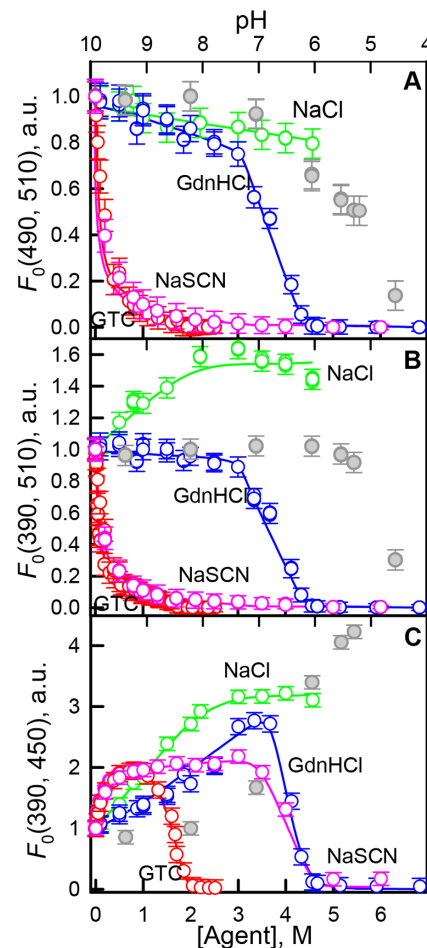 pH
10 9 8 7 6 5 4
A
F0(490, 510), a.u.
1.0
0.8
0.6
0.4
0.2
0.0
NaCl
GdnHCl
NaSCN
GTC
B
F0(390, 510), a.u.
1.6
1.4
1.2
1.0
0.8
0.6
0.4
0.2
0.0
NaCl
GdnHCl
NaSCN
GTC
C
F0(390, 450), a.u.
4
3
2
1
0
NaCl
GdnHCl
GTC
NaSCN
0 1 2 3 4 5 6
[Agent], M